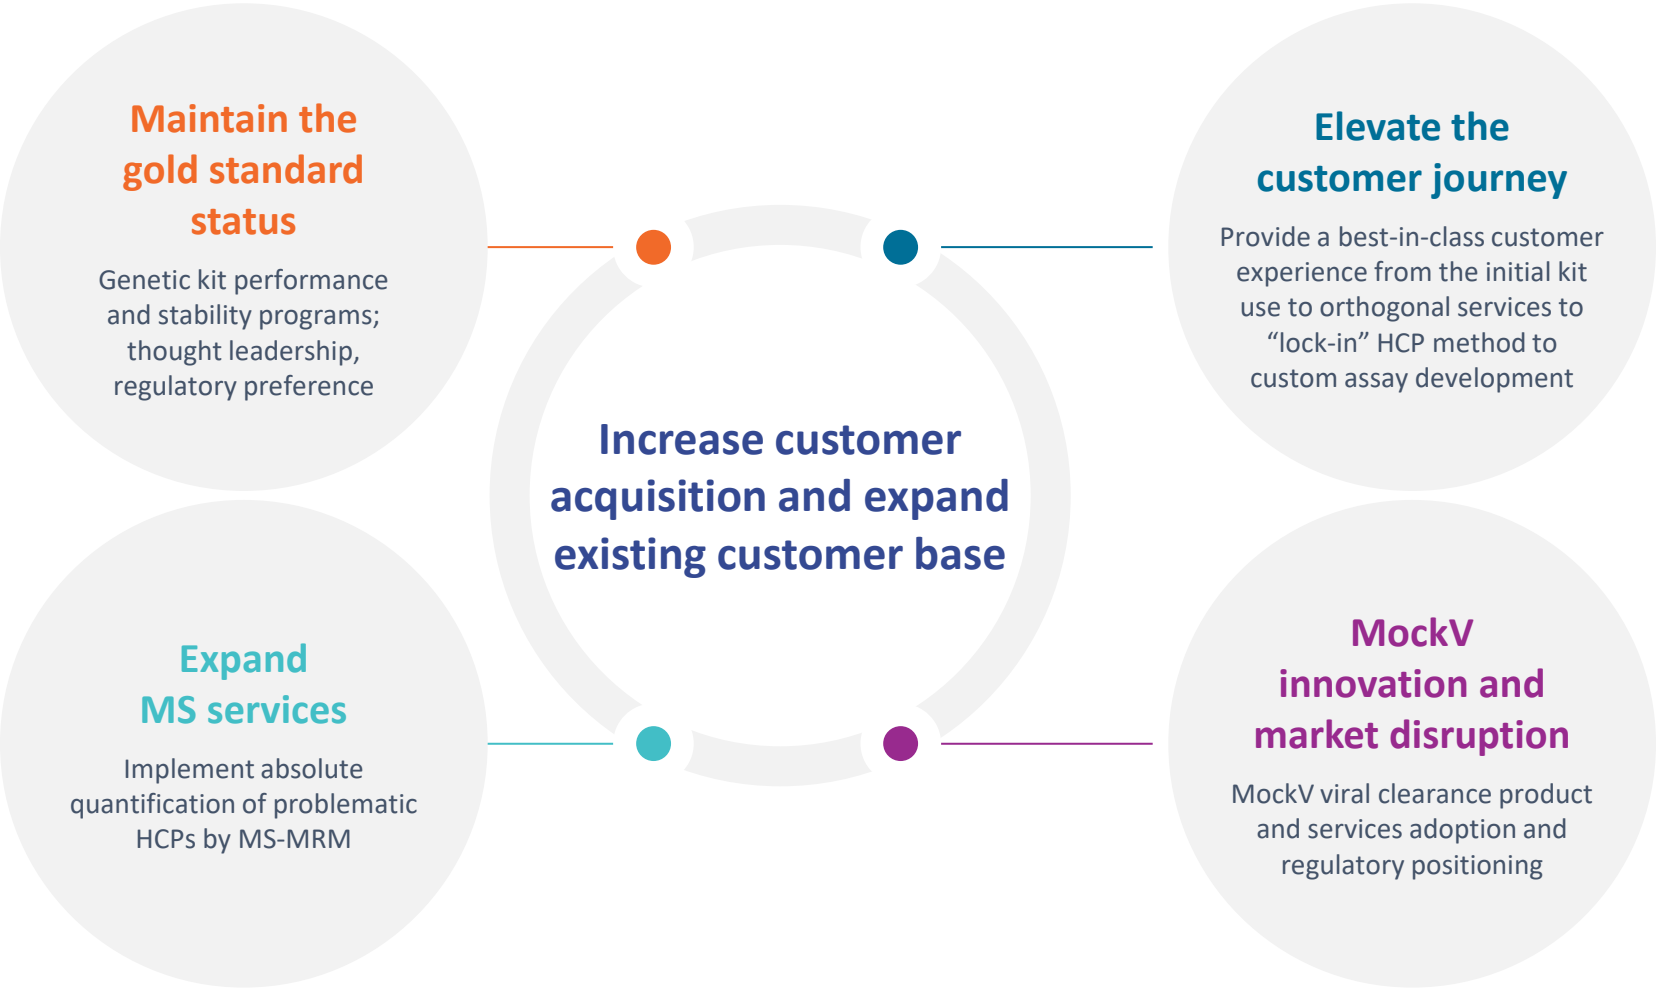 Maintain the
gold standard
status
Genetic kit performance
and stability programs;
thought leadership,
regulatory preference
Elevate the
customer journey
Provide a best-in-class customer
experience from the initial kit
use to orthogonal services to
“lock-in” HCP method to
custom assay development
Increase customer
acquisition and expand
existing customer base
Expand
MS services
Implement absolute
quantification of problematic
HCPs by MS-MRM
MockV
innovation and
market disruption
MockV viral clearance product
and services adoption and
regulatory positioning